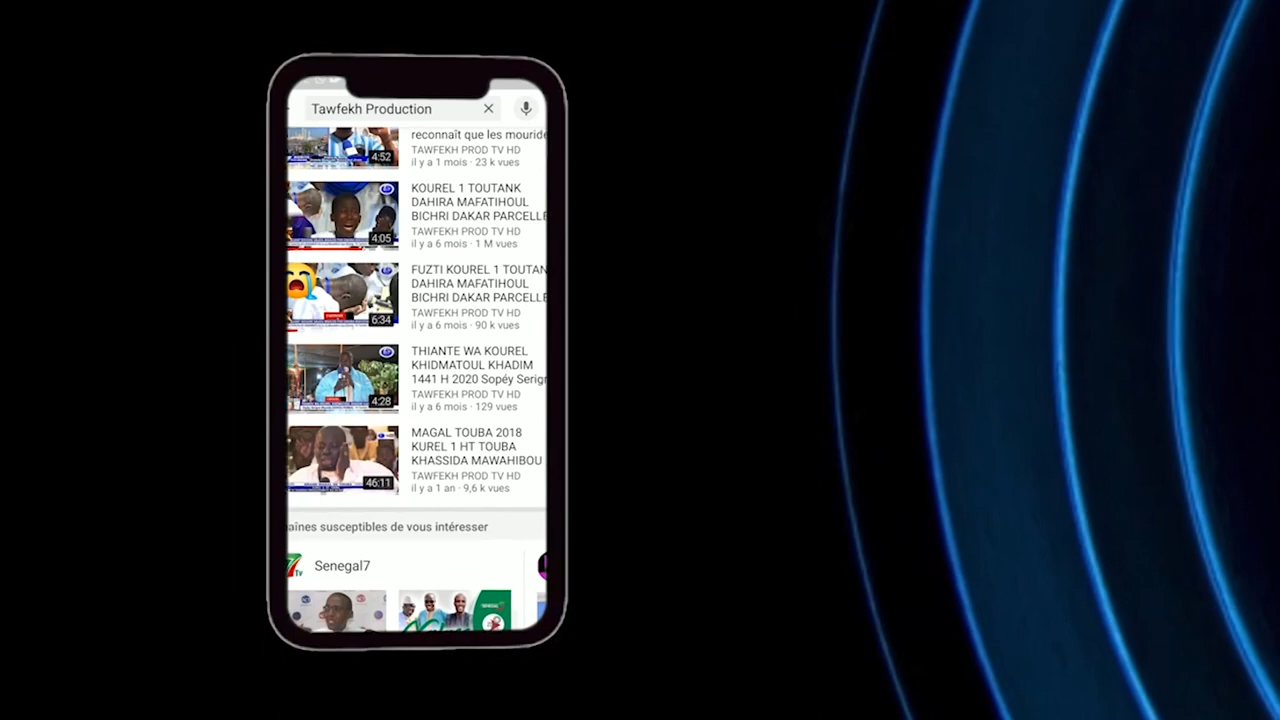 Tawfekh Production
reconnaît que les mouride
TAWFEKH PROD TV HD
il y a 1 mois · 23 k vues
4:52
KOUREL 1 TOUTANK
DAHIRA MAFATIHOUL
BICHRI DAKAR PARCELLE
TAWFEKH PROD TV HD
il y a 6 mois · 1 M vues
4:05
FUZTI KOUREL 1 TOUTAN
DAHIRA MAFATIHOUL
BICHRI DAKAR PARCELLE
TAWFEKH PROD TV HD
il y a 6 mois · 90 k vues
6:34
THIANTE WA KOUREL
KHIDMATOUL KHADIM
1441 H 2020 Sopéy Serign
TAWFEKH PROD TV HD
il y a 6 mois · 129 vues
4:28
MAGAL TOUBA 2018
KUREL 1 HT TOUBA
KHASSIDA MAWAHIBOU
TAWFEKH PROD TV HD
il y a 1 an · 9,6 k vues
46:11
aînes susceptibles de vous intéresser
Senegal7